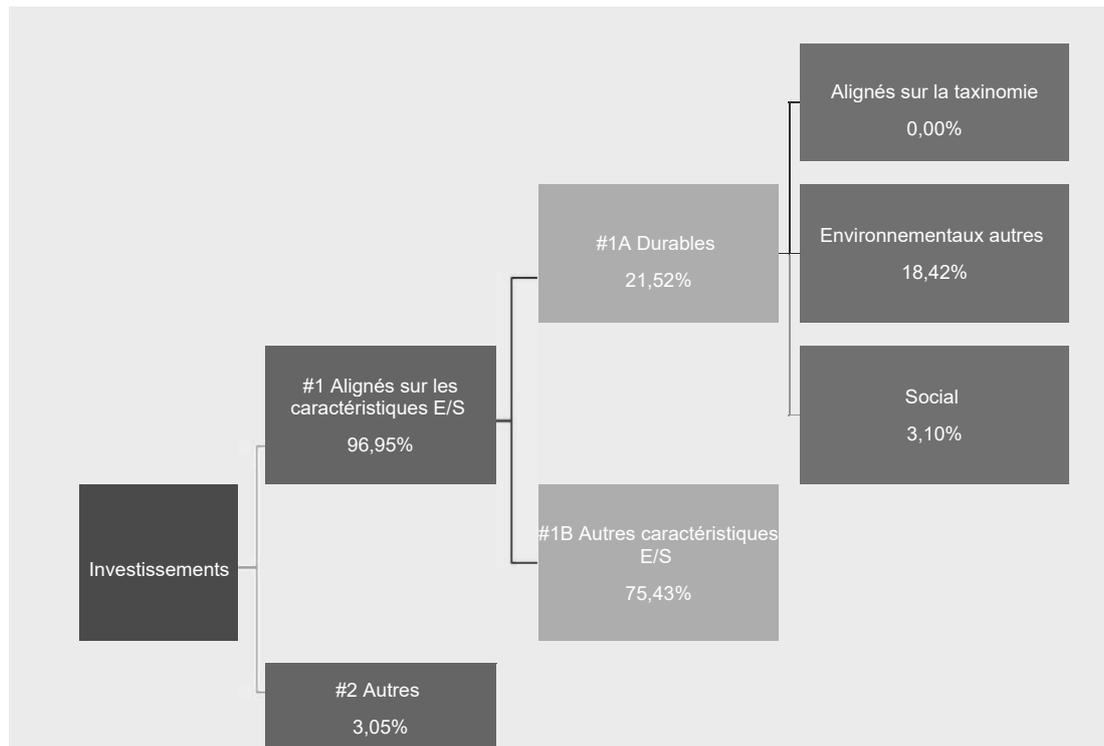 Alignés sur la taxinomie
0,00%
#1A Durables
21,52%
Environnementaux autres
18,42%
#1 Alignés sur les
caractéristiques E/S
96,95%
Social
3,10%
Investissements
#1B Autres caractéristiques
E/S
75,43%
#2 Autres
3,05%